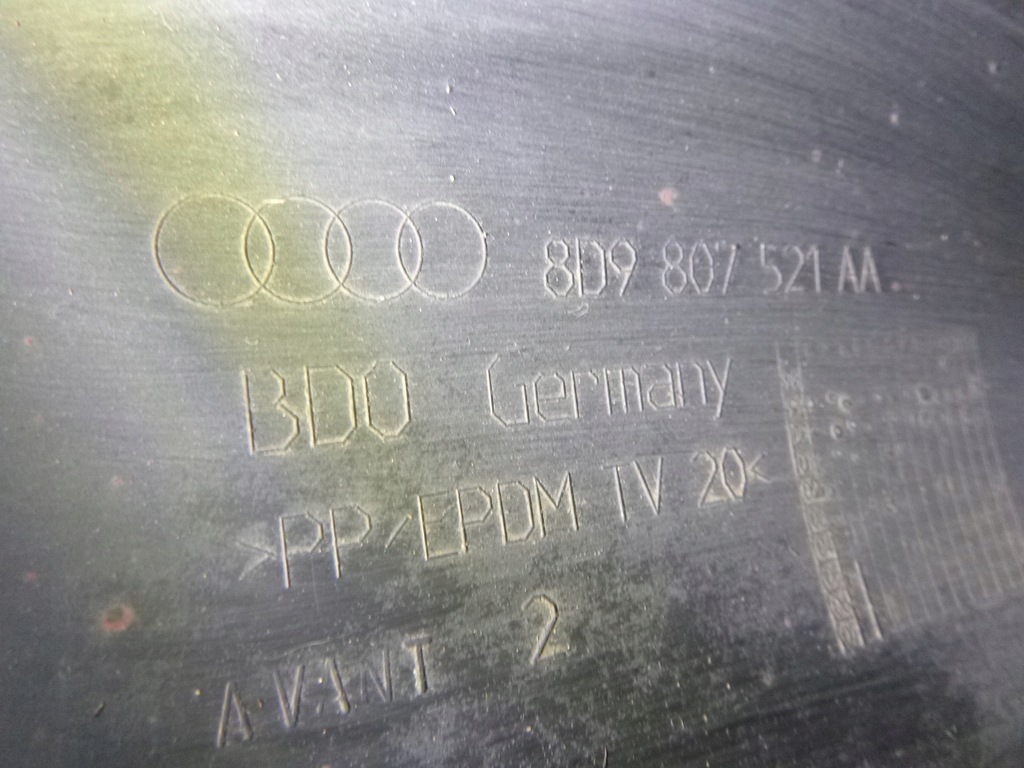 8D9 807 521 AA
BDO Germany
>PP/EPDM TV 20<
AVANT 2